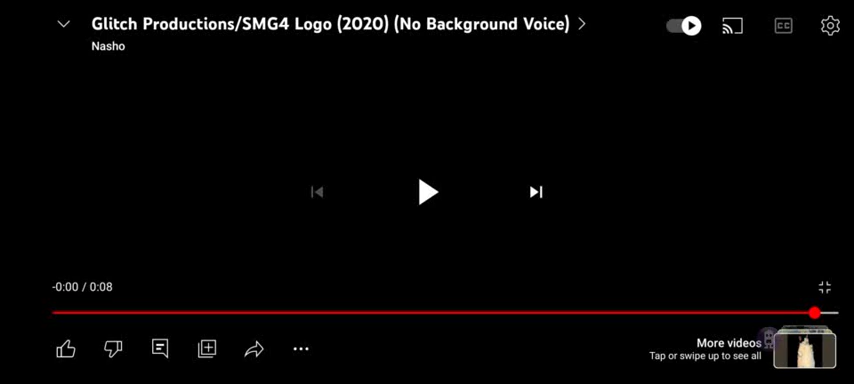 Glitch Productions/SMG4 Logo (2020) (No Background Voice)
Nasho
CC
-0:00 / 0:08
More videos
Tap or swipe up to see all